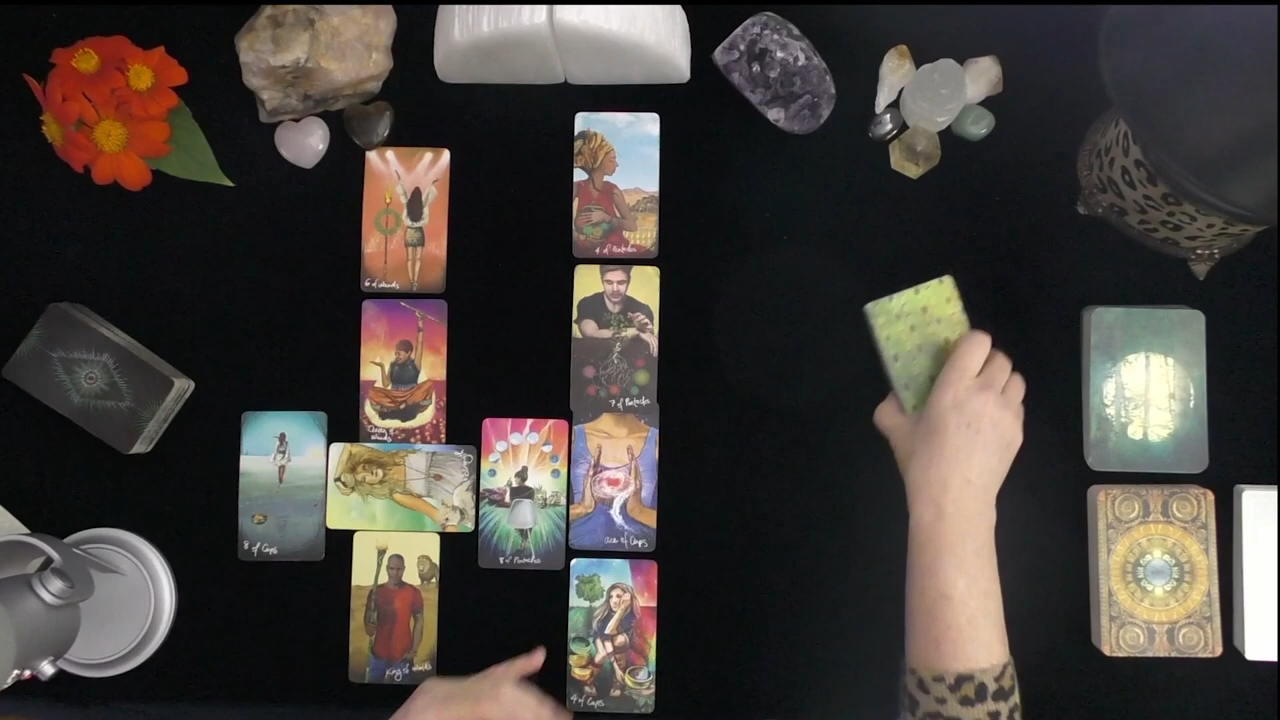 6 of Wands
4 of Pentacles
Queen of
Wands
7 of Pentacles
8 of Cups
8 of Pentacles
Ace of Cups
King of Wands
4 of Cups